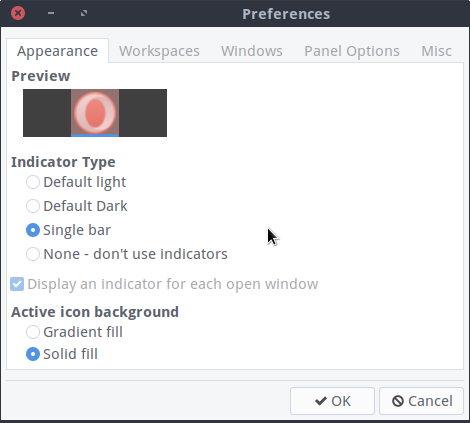 Preferences
Appearance Workspaces Windows Panel Options Misc
Preview
Indicator Type
Default light
Default Dark
Single bar
None - don't use indicators
Display an indicator for each open window
Active icon background
Gradient fill
Solid fill
OK Cancel